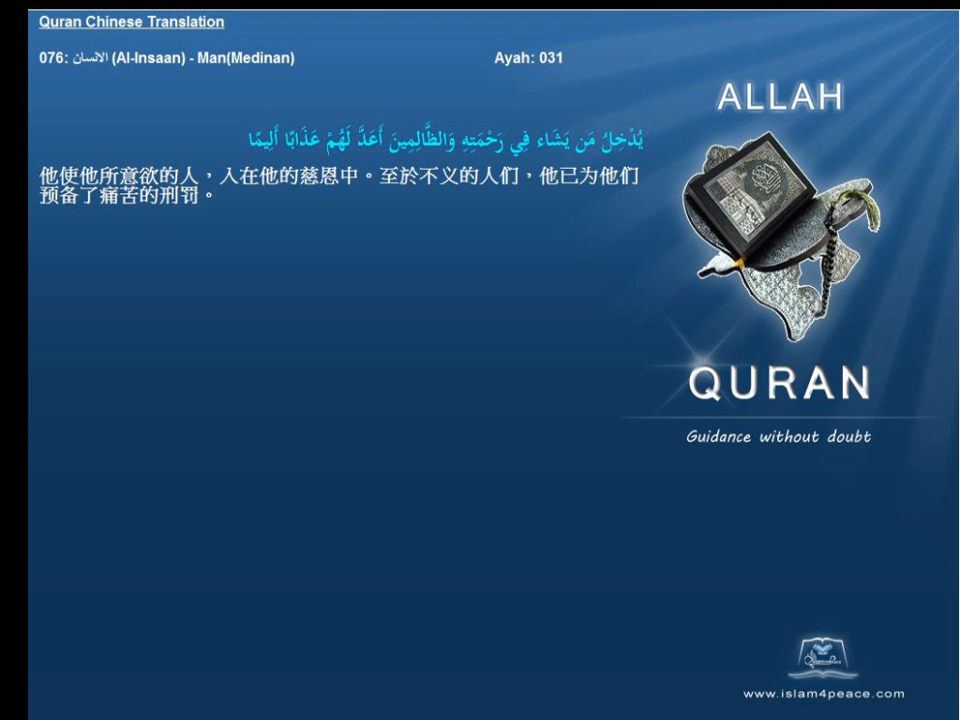 Quran Chinese Translation
076: الانسان (Al-Insaan) - Man(Medinan) Ayah: 031
ALLAH
يُدْخِلُ مَن يَشَاء فِي رَحْمَتِهِ وَالظَّالِمِينَ أَعَدَّ لَهُمْ عَذَابًا أَلِيمًا
他使他所意欲的人，入在他的慈恩中。至於不义的人们，他已为他们
预备了痛苦的刑罚。
QURAN
Guidance without doubt
www.islam4peace.com